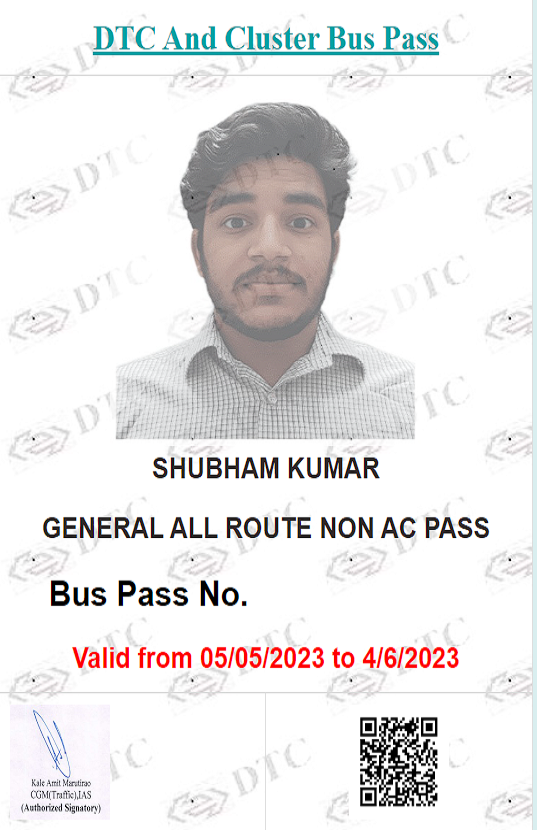 DTC And Cluster Bus Pass
SHUBHAM KUMAR
GENERAL ALL ROUTE NON AC PASS
Bus Pass No.
Valid from 05/05/2023 to 4/6/2023
Kale Amit Marutirao
CGM(Traffic),IAS
(Authorized Signatory)
DTC